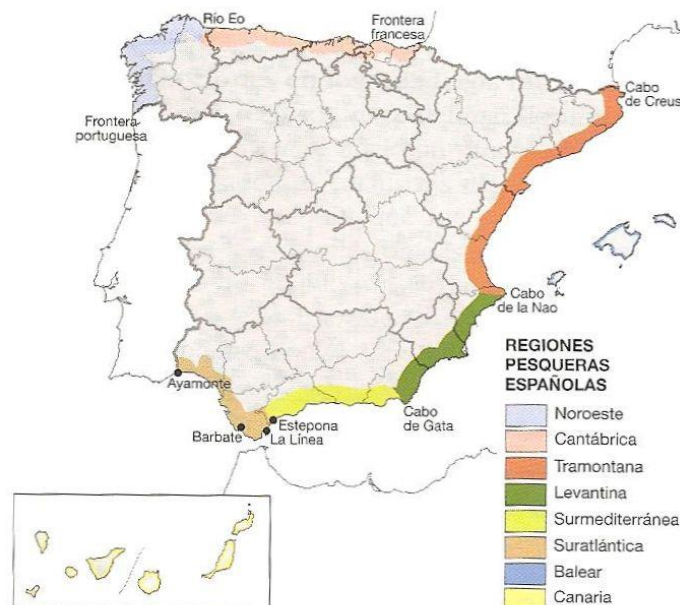 Río Eo
Frontera
francesa
Frontera
portuguesa
Cabo
de Creus
Cabo
de la Nao
Ayamonte
Barbate
Estepona
La Línea
Cabo
de Gata
REGIONES
PESQUERAS
ESPAÑOLAS
Noroeste
Cantábrica
Tramontana
Levantina
Surmediterránea
Suratlántica
Balear
Canaria